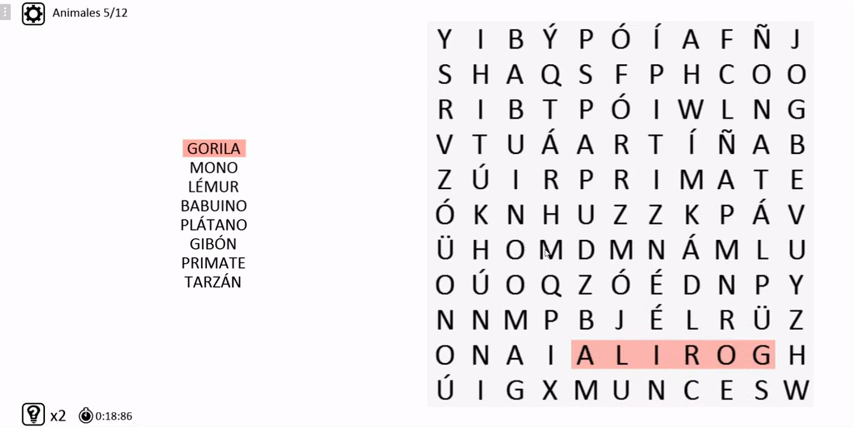 Animales 5/12
GORILA
MONO
LÉMUR
BABUINO
PLÁTANO
GIBÓN
PRIMATE
TARZÁN
Y I B Ý P Ó Í A F Ñ J
S H A Q S F P H C O O
R I B T P Ó I W L N G
V T U Á A R T Í Ñ A B
Z Ú I R P R I M A T E
Ó K N H U Z Z K P Á V
Ü H O M D M N Á M L U
O Ú O Q Z Ó É D N P Y
N N M P B J É L R Ü Z
O N A I A L I R O G H
Ú I G X M U N C E S W
x2 0:18:86